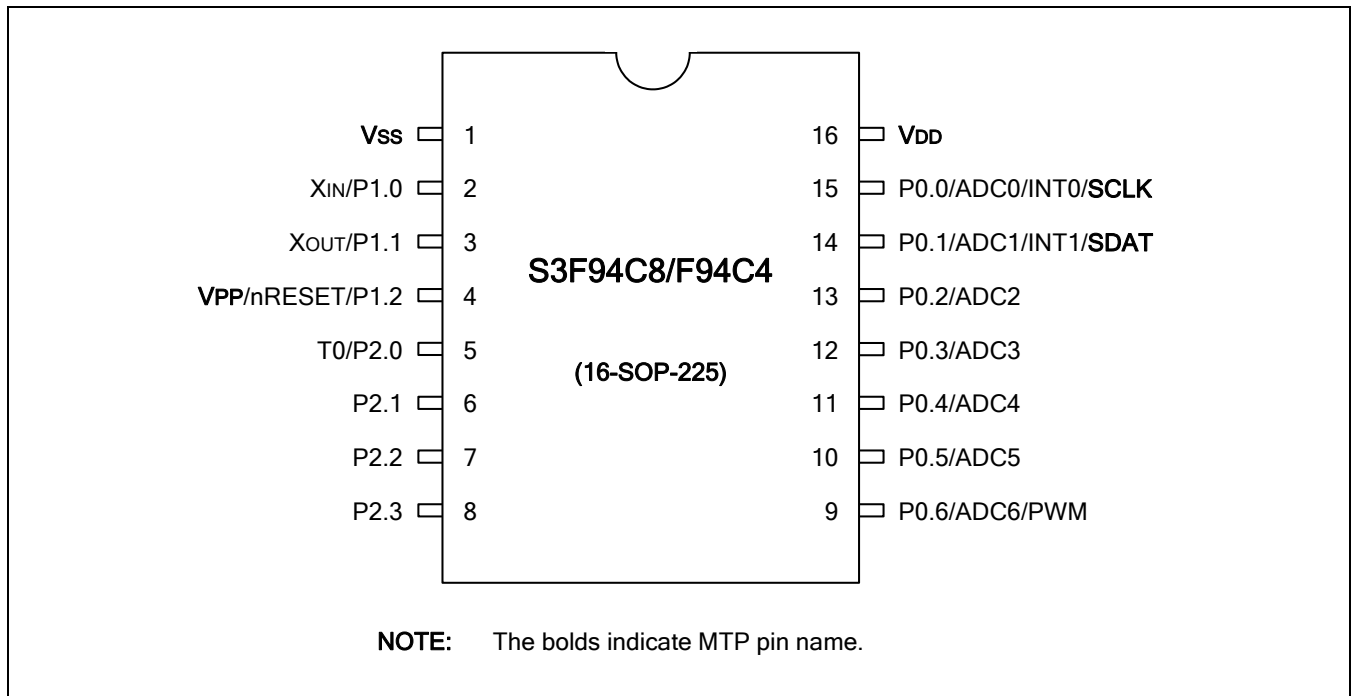 Vss 1
XIN/P1.0 2
XOUT/P1.1 3
VPP/nRESET/P1.2 4
T0/P2.0 5
P2.1 6
P2.2 7
P2.3 8
S3F94C8/F94C4
(16-SOP-225)
16 VDD
15 P0.0/ADC0/INT0/SCLK
14 P0.1/ADC1/INT1/SDAT
13 P0.2/ADC2
12 P0.3/ADC3
11 P0.4/ADC4
10 P0.5/ADC5
9 P0.6/ADC6/PWM
NOTE: The bolds indicate MTP pin name.